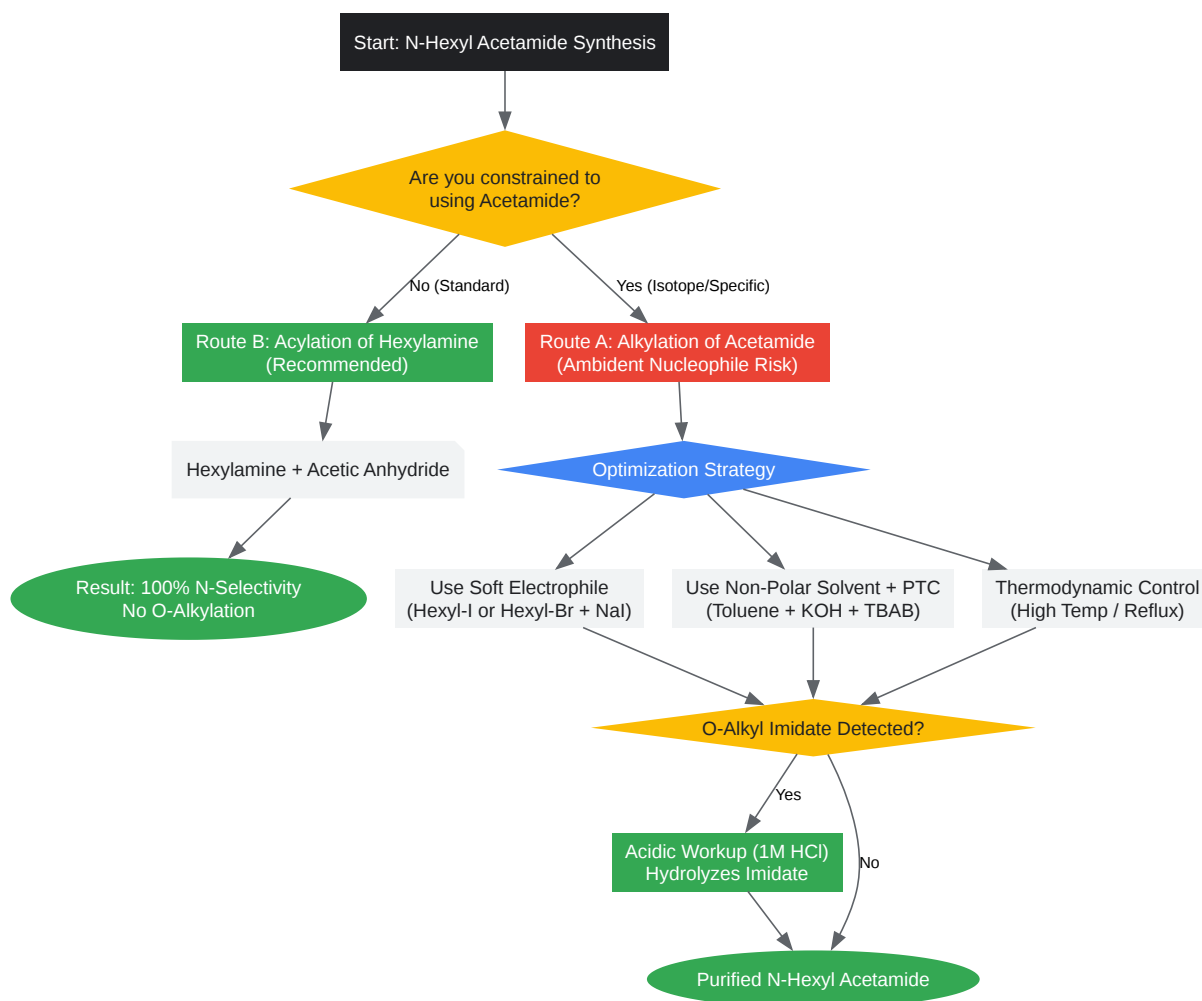 Start: N-Hexyl Acetamide Synthesis
Are you constrained to
using Acetamide?
No (Standard)
Yes (Isotope/Specific)
Route B: Acylation of Hexylamine
(Recommended)
Route A: Alkylation of Acetamide
(Ambident Nucleophile Risk)
Hexylamine + Acetic Anhydride
Optimization Strategy
Result: 100% N-Selectivity
No O-Alkylation
Use Soft Electrophile
(Hexyl-I or Hexyl-Br + NaI)
Use Non-Polar Solvent + PTC
(Toluene + KOH + TBAB)
Thermodynamic Control
(High Temp / Reflux)
O-Alkyl Imidate Detected?
Yes
No
Acidic Workup (1M HCl)
Hydrolyzes Imidate
Purified N-Hexyl Acetamide